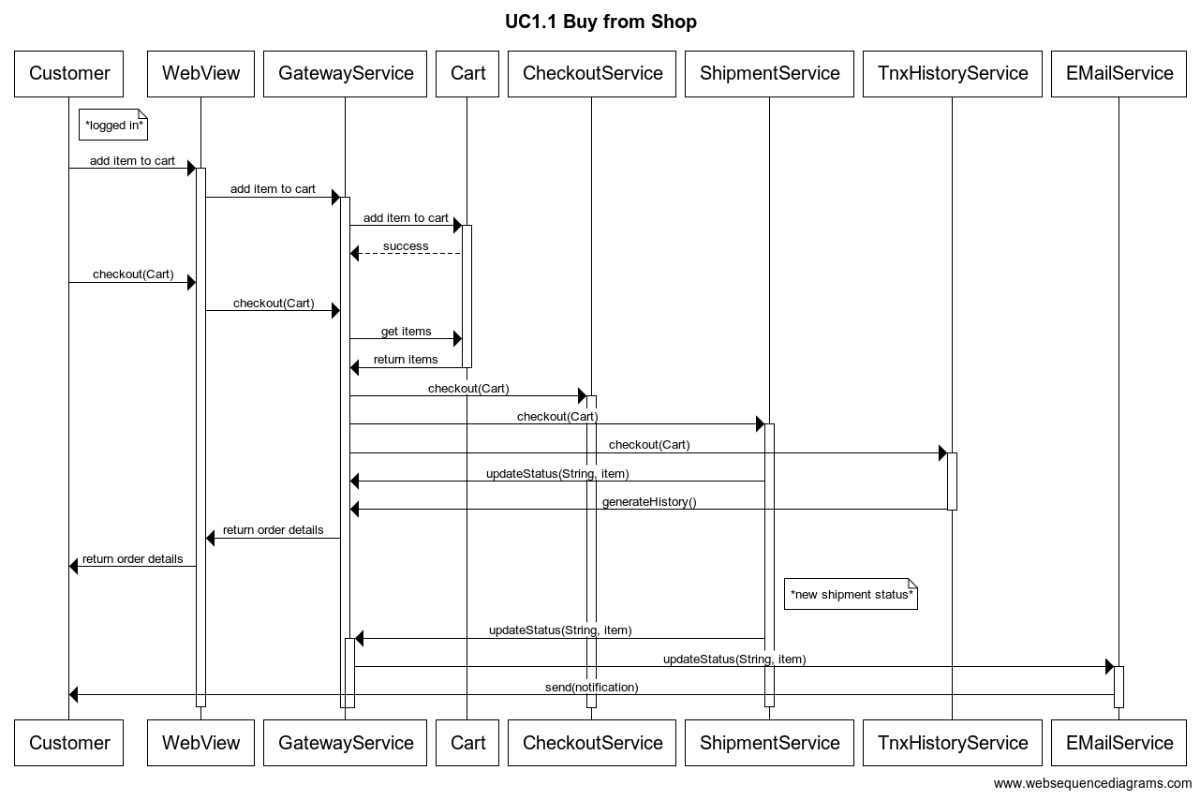 UC1.1 Buy from Shop
Customer WebView GatewayService Cart CheckoutService ShipmentService TnxHistoryService EMailService
*logged in*
add item to cart
add item to cart
add item to cart
success
checkout(Cart)
checkout(Cart)
get items
return items
checkout(Cart)
checkout(Cart)
checkout(Cart)
updateStatus(String, item)
generateHistory()
return order details
return order details
*new shipment status*
updateStatus(String, item)
updateStatus(String, item)
send(notification)
Customer WebView GatewayService Cart CheckoutService ShipmentService TnxHistoryService EMailService
www.websequencediagrams.com